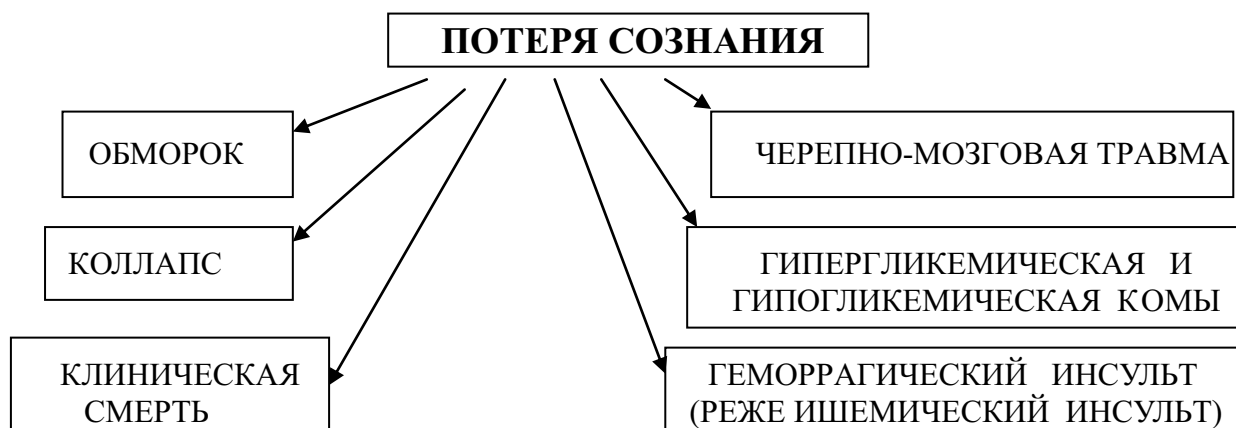 ПОТЕРЯ СОЗНАНИЯ
ОБМОРОК
ЧЕРЕПНО-МОЗГОВАЯ ТРАВМА
КОЛЛАПС
ГИПЕРГЛИКЕМИЧЕСКАЯ И
ГИПОГЛИКЕМИЧЕСКАЯ КОМЫ
КЛИНИЧЕСКАЯ
СМЕРТЬ
ГЕМОРРАГИЧЕСКИЙ ИНСУЛЬТ
(РЕЖЕ ИШЕМИЧЕСКИЙ ИНСУЛЬТ)